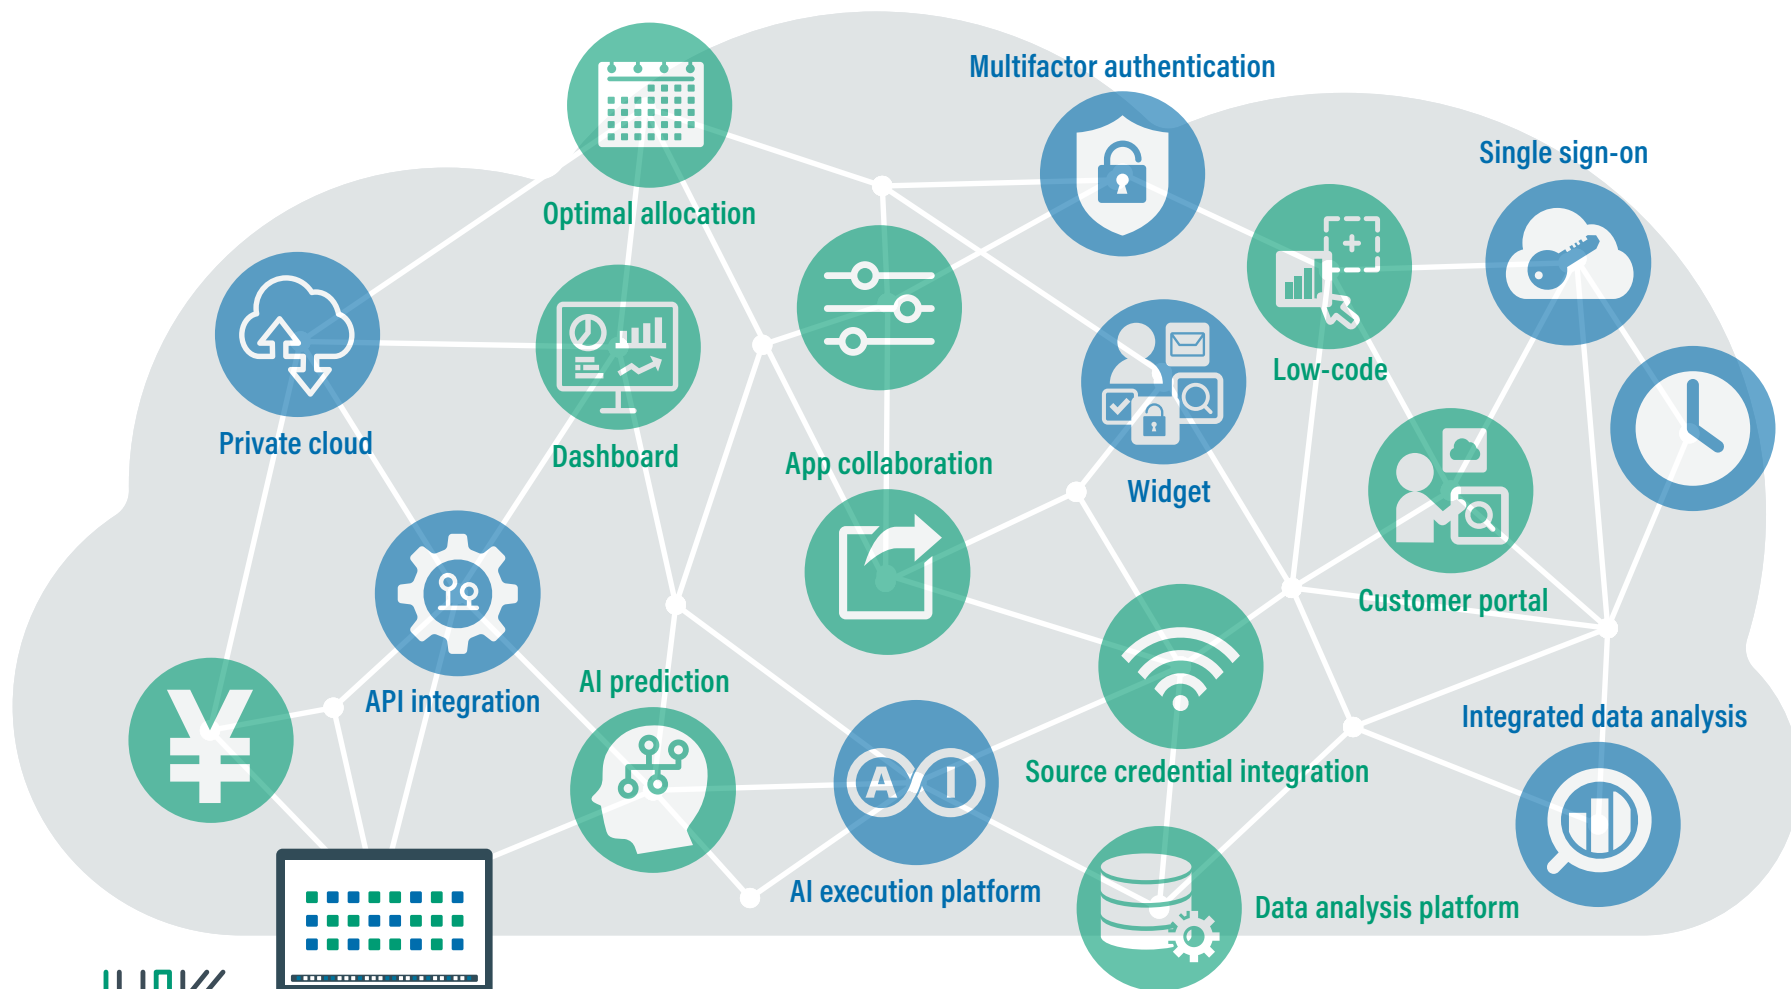 Multifactor authentication
Single sign-on
Optimal allocation
Low-code
Private cloud
Dashboard
App collaboration
Widget
Customer portal
API integration
AI prediction
Integrated data analysis
¥
Source credential integration
AI
AI execution platform
Data analysis platform